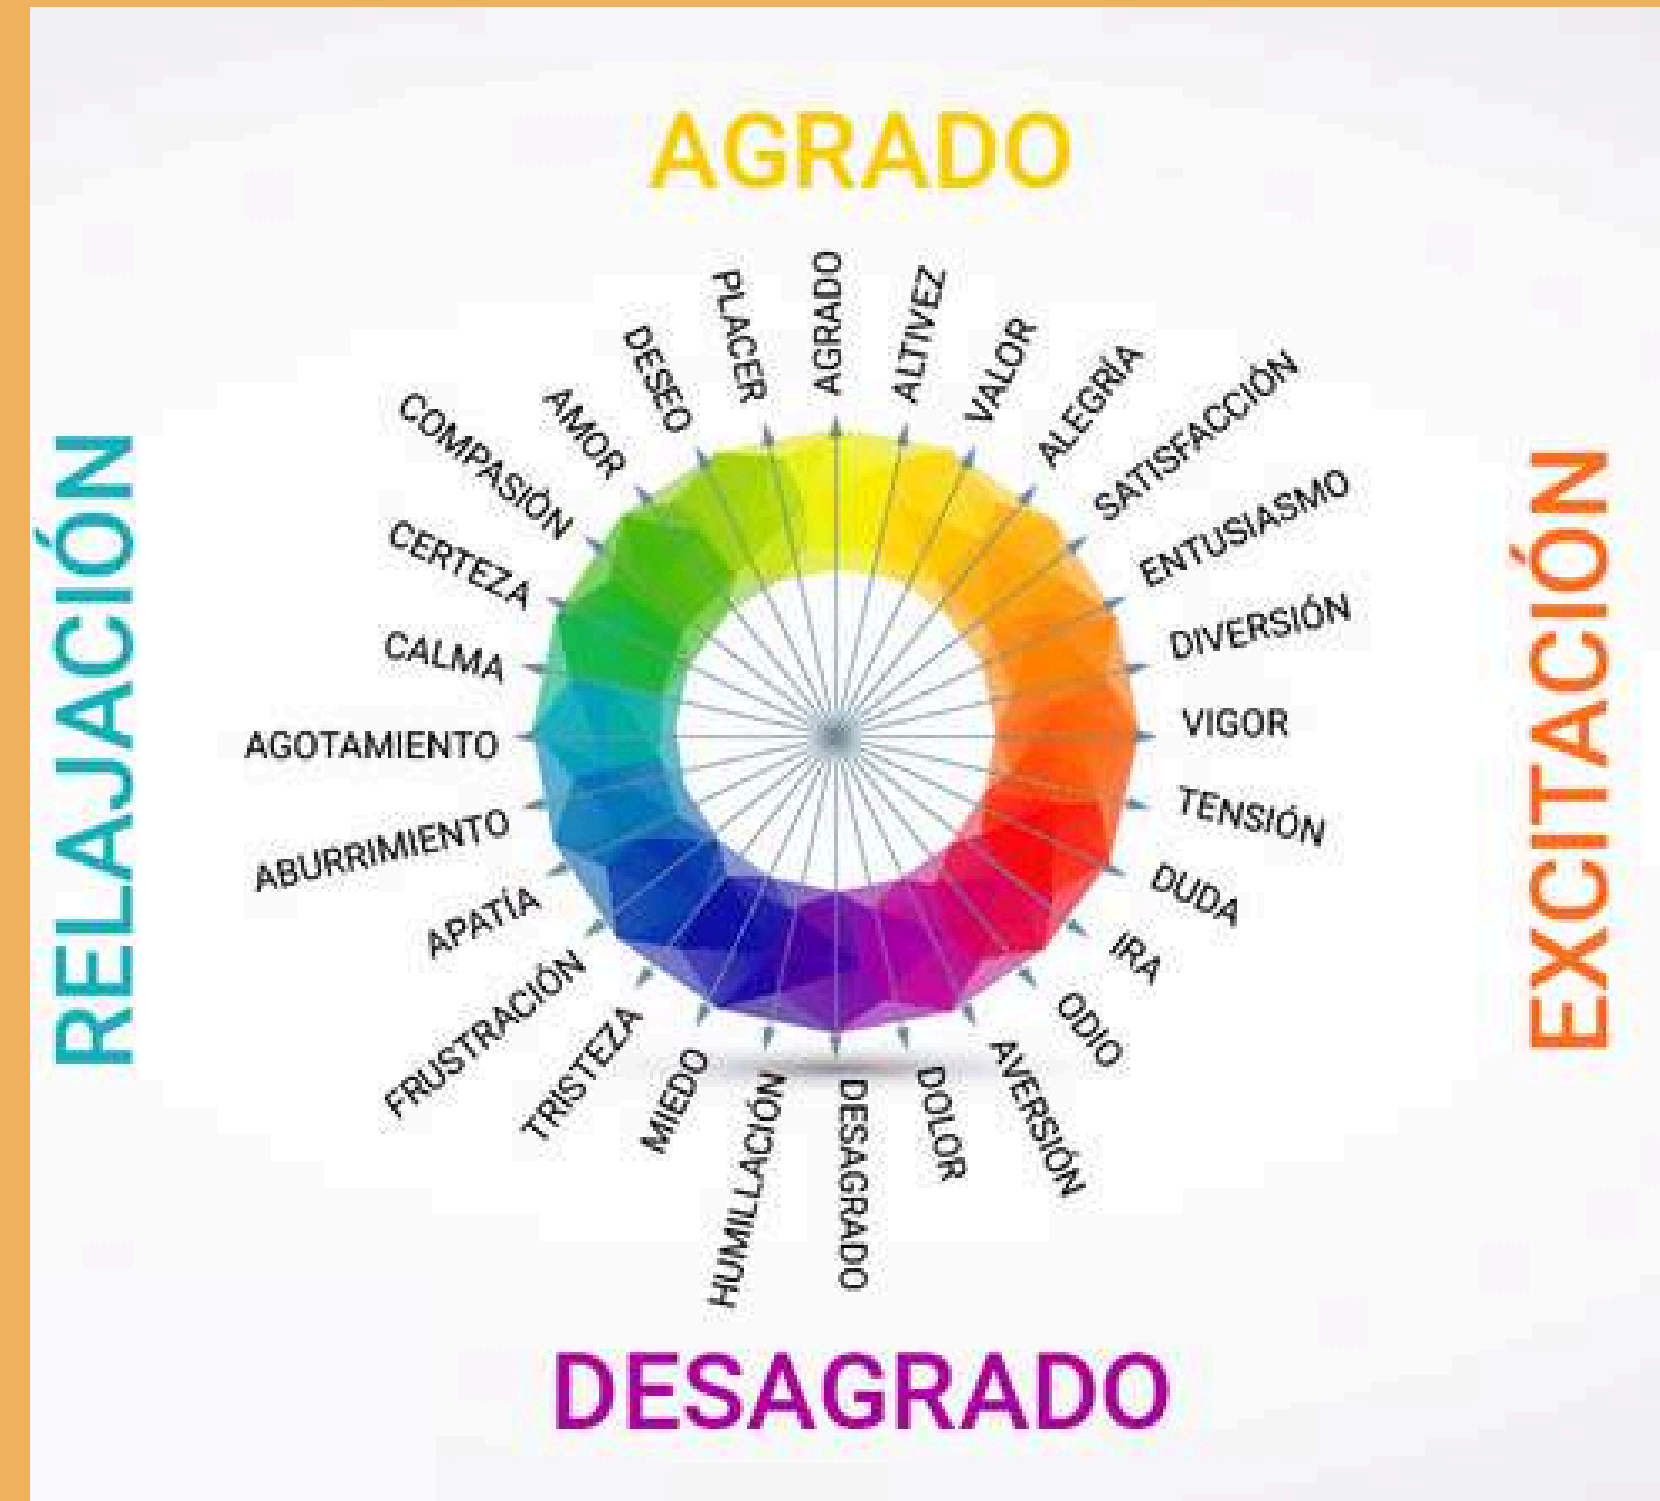 AGRADO
AGRADO
ALTIVEZ
VALOR
ALEGRÍA
SATISFACCIÓN
ENTUSIASMO
DIVERSIÓN
VIGOR
TENSIÓN
DUDA
IRA
ODIO
AVERSIÓN
DOLOR
DESAGRADO
HUMILLACIÓN
MIEDO
TRISTEZA
FRUSTRACIÓN
APATÍA
ABURRIMIENTO
AGOTAMIENTO
CALMA
CERTEZA
COMPASIÓN
AMOR
DESEO
PLACER
EXCITACIÓN
DESAGRADO
RELAJACIÓN